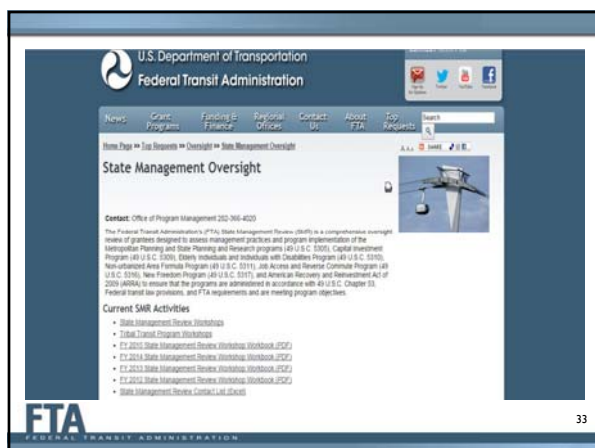 U.S. Department of Transportation
Federal Transit Administration
Sign Up for Updates Twitter YouTube Facebook
News Grant Programs Funding & Finance Regional Offices Contact Us About FTA Top Requests Search
Home Page »» Top Requests »» Oversight »» State Management Oversight
A A A SHARE
State Management Oversight
Contact: Office of Program Management 202-366-4020
The Federal Transit Administration's (FTA) State Management Review (SMR) is a comprehensive oversight
review of grantees designed to assess management practices and program implementation of the
Metropolitan Planning and State Planning and Research programs (49 U.S.C. 5305), Capital Investment
Program (49 U.S.C. 5309), Elderly Individuals and Individuals with Disabilities Program (49 U.S.C. 5310),
Non-urbanized Area Formula Program (49 U.S.C. 5311), Job Access and Reverse Commute Program (49
U.S.C. 5316), New Freedom Program (49 U.S.C. 5317), and American Recovery and Reinvestment Act of
2009 (ARRA) to ensure that the programs are administered in accordance with 49 U.S.C. Chapter 53,
Federal transit law provisions, and FTA requirements and are meeting program objectives.
Current SMR Activities
State Management Review Workshops
Tribal Transit Program Workshops
State Management Review Workshop Workbook (PDF)
FY 2014 State Management Review Workshop Workbook (PDF)
FY 2013 State Management Review Workshop Workbook (PDF)
FY 2012 State Management Review Workshop Workbook (PDF)
State Management Review Contact List (Excel)
FTA
FEDERAL TRANSIT ADMINISTRATION
33